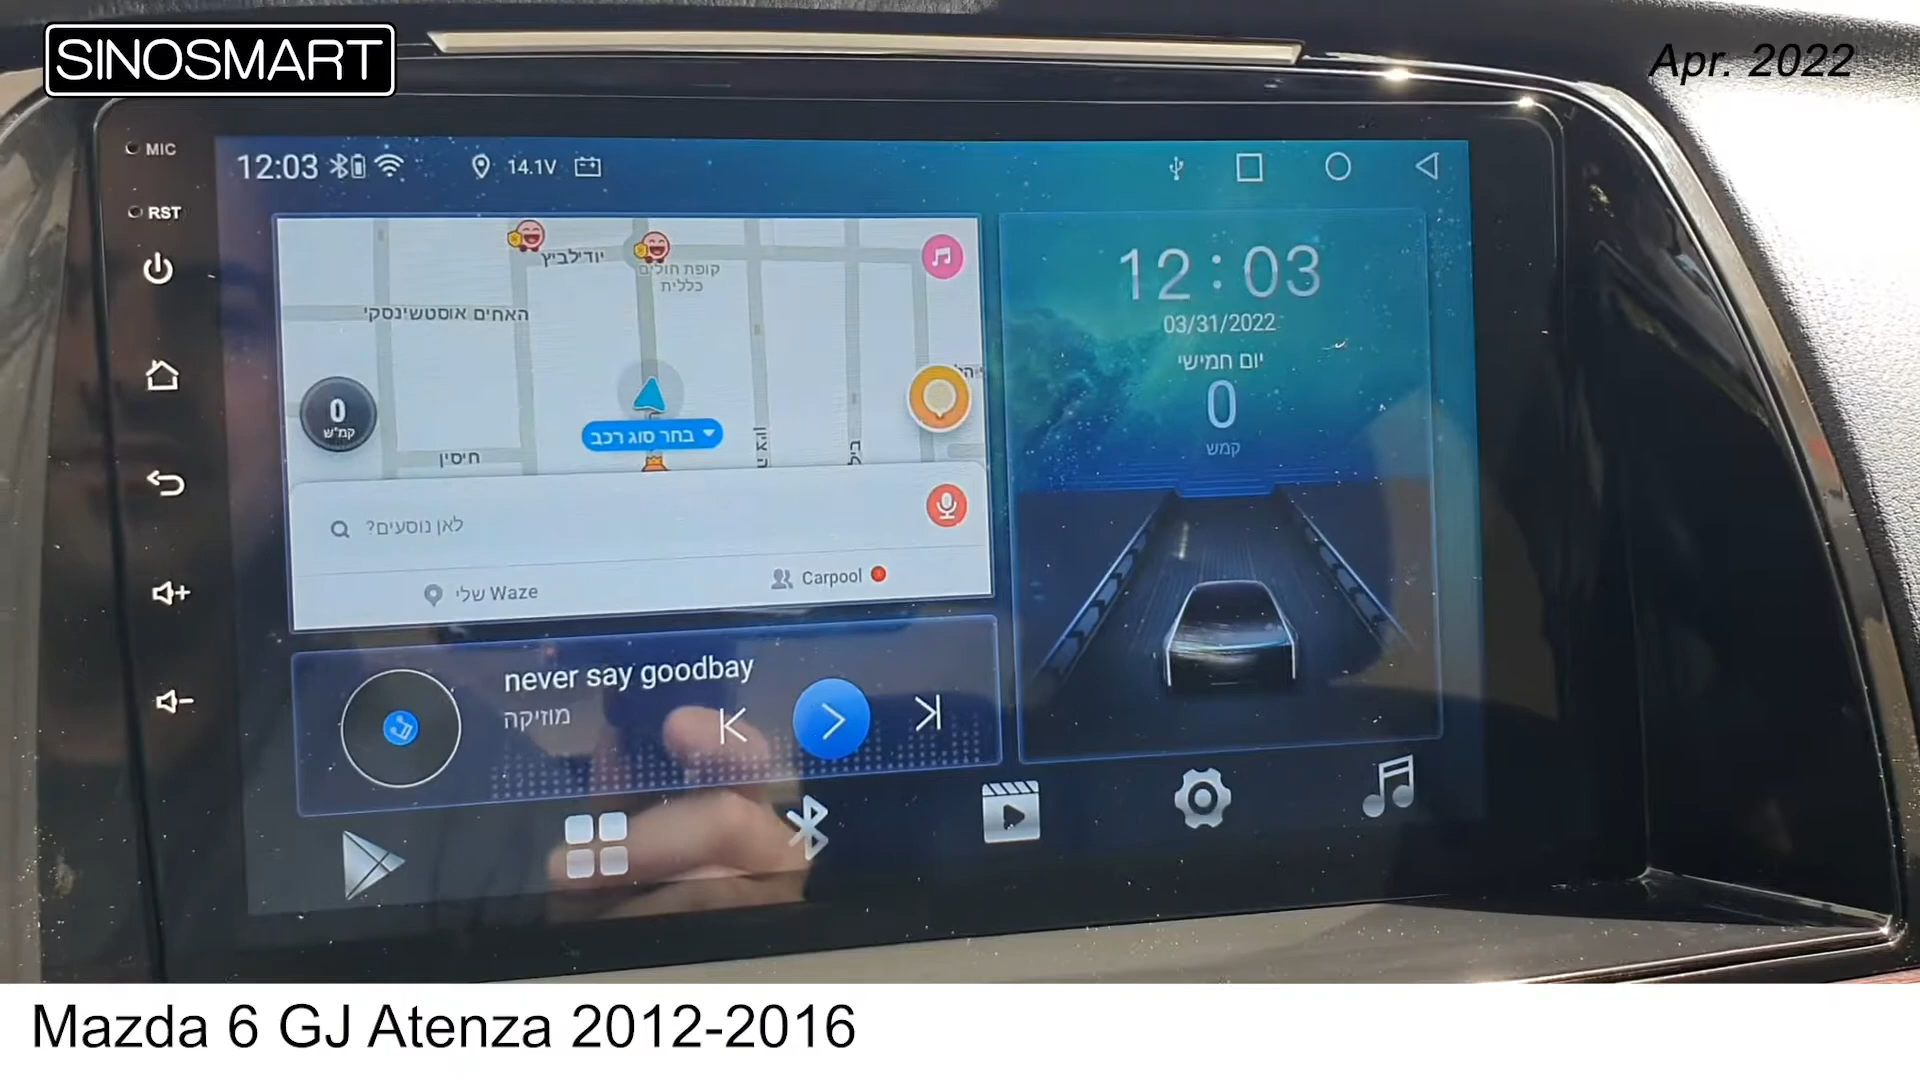 SINOSMART
Apr. 2022
MIC
RST
12:03
14.1V
יודילביץ
קופת חולים
כללית
האחים אוסטשינסקי
0
קמ"ש
בחר סוג רכב
חיסין
ביל
לאן נוסעים?
Waze שלי
Carpool
never say goodbay
מוזיקה
12:03
03/31/2022
יום חמישי
0
קמש
Mazda 6 GJ Atenza 2012-2016